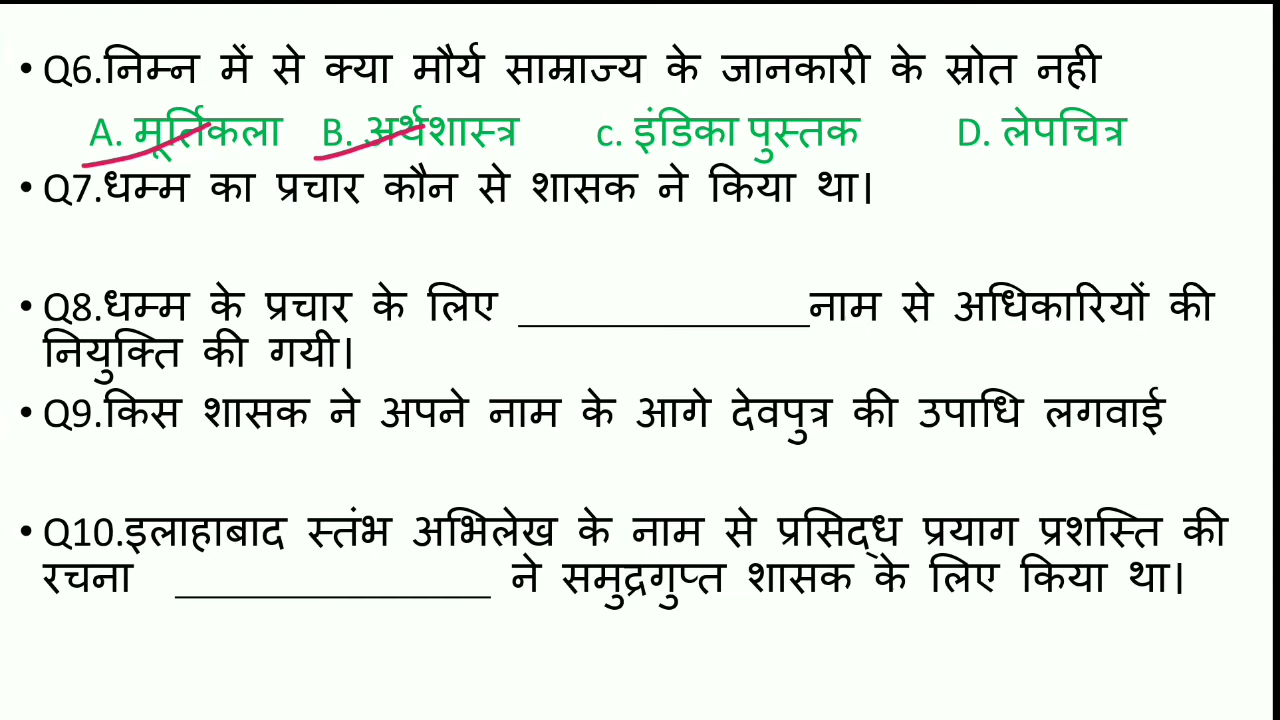 • Q6.निम्न में से क्या मौर्य साम्राज्य के जानकारी के स्रोत नही
A. मूर्तिकला B. अर्थशास्त्र c. इंडिका पुस्तक D. लेपचित्र
• Q7.धम्म का प्रचार कौन से शासक ने किया था।
• Q8.धम्म के प्रचार के लिए ______________नाम से अधिकारियों की
नियुक्ति की गयी।
• Q9.किस शासक ने अपने नाम के आगे देवपुत्र की उपाधि लगवाई
• Q10.इलाहाबाद स्तंभ अभिलेख के नाम से प्रसिद्ध प्रयाग प्रशस्ति की
रचना _______________ ने समुद्रगुप्त शासक के लिए किया था।